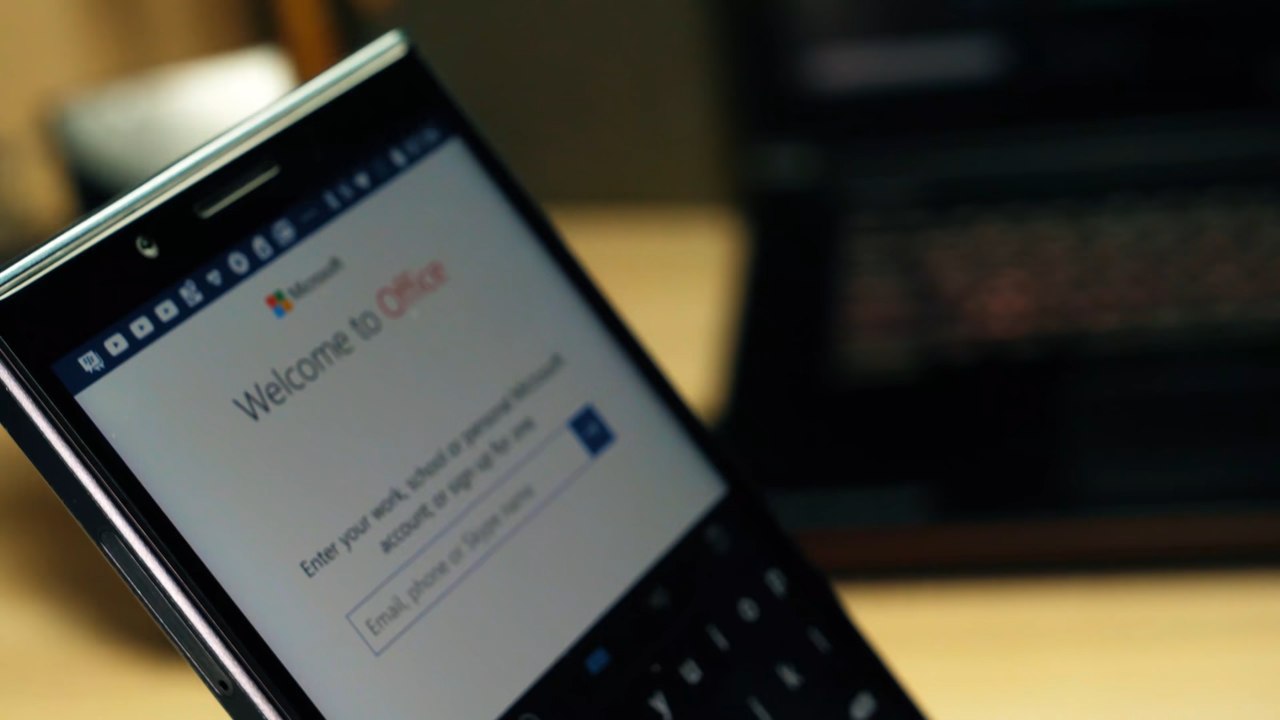 Microsoft
Welcome to Office
Enter your work, school or personal Microsoft
account, or sign up for one
Email, phone or Skype name
y u i o p
k l